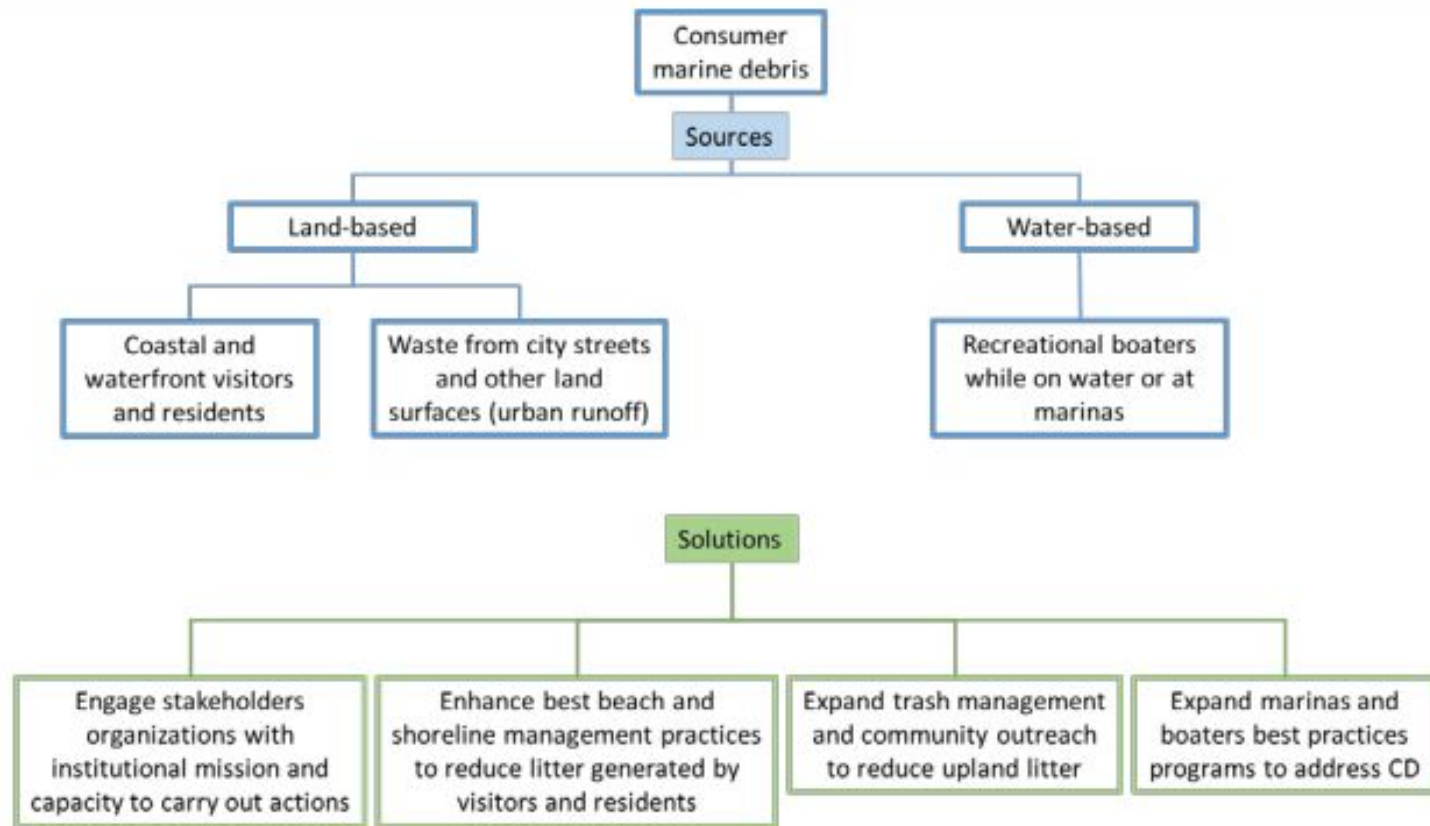 Consumer
marine debris
Sources
Land-based
Water-based
Coastal and
waterfront visitors
and residents
Waste from city streets
and other land
surfaces (urban runoff)
Recreational boaters
while on water or at
marinas
Solutions
Engage stakeholders
organizations with
institutional mission and
capacity to carry out actions
Enhance best beach and
shoreline management practices
to reduce litter generated by
visitors and residents
Expand trash management
and community outreach
to reduce upland litter
Expand marinas and
boaters best practices
programs to address CD